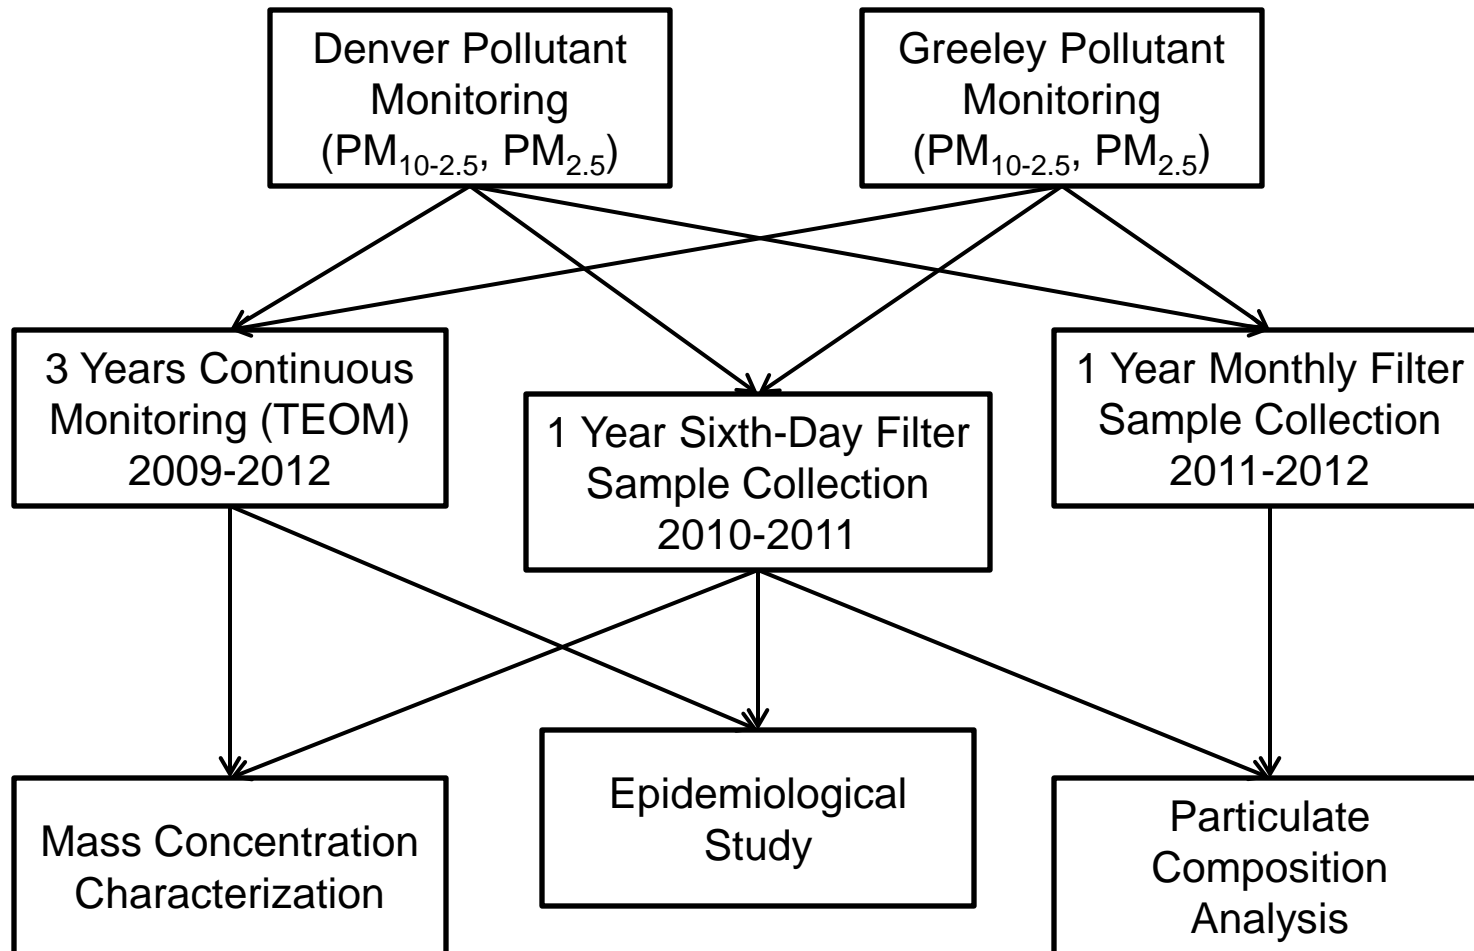 Denver Pollutant
Monitoring
(PM10-2.5, PM2.5)
Greeley Pollutant
Monitoring
(PM10-2.5, PM2.5)
3 Years Continuous
Monitoring (TEOM)
2009-2012
1 Year Sixth-Day Filter
Sample Collection
2010-2011
1 Year Monthly Filter
Sample Collection
2011-2012
Mass Concentration
Characterization
Epidemiological
Study
Particulate
Composition
Analysis